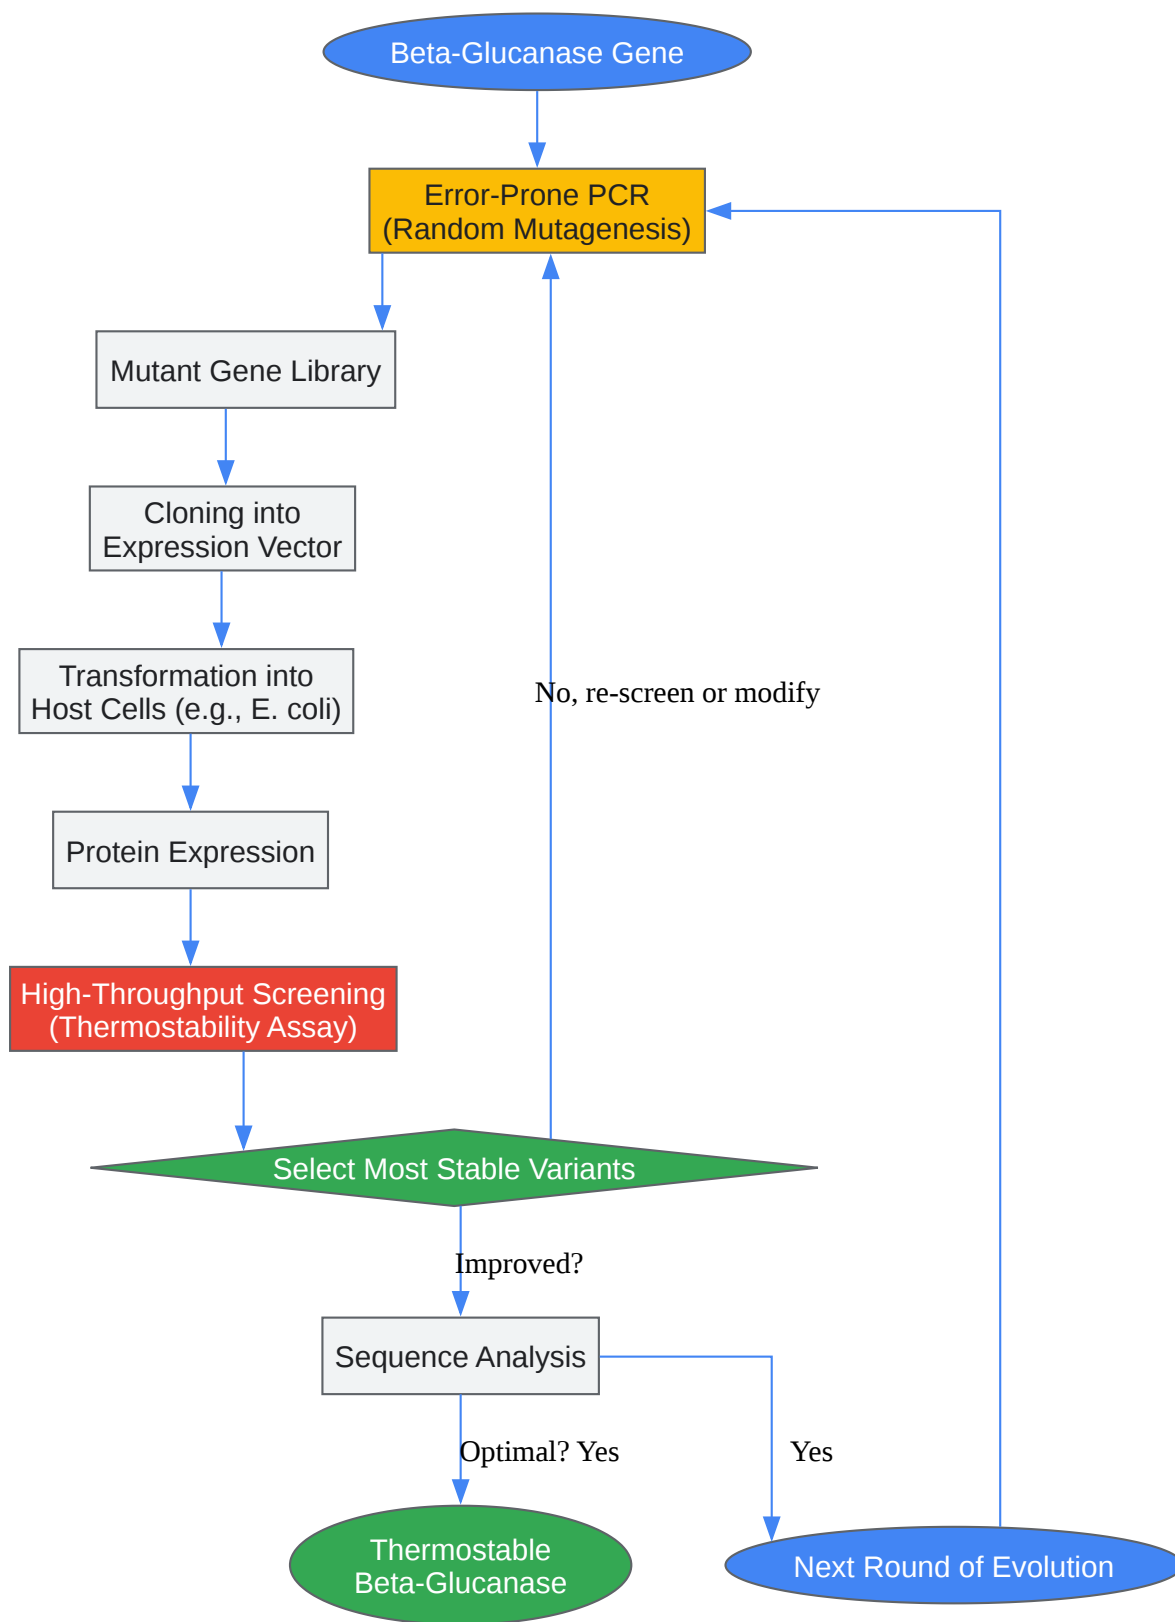 Beta-Glucanase Gene
Error-Prone PCR
(Random Mutagenesis)
Mutant Gene Library
Cloning into
Expression Vector
Transformation into
Host Cells (e.g., E. coli)
No, re-screen or modify
Protein Expression
High-Throughput Screening
(Thermostability Assay)
Select Most Stable Variants
Improved?
Sequence Analysis
Optimal? Yes
Yes
Thermostable
Beta-Glucanase
Next Round of Evolution